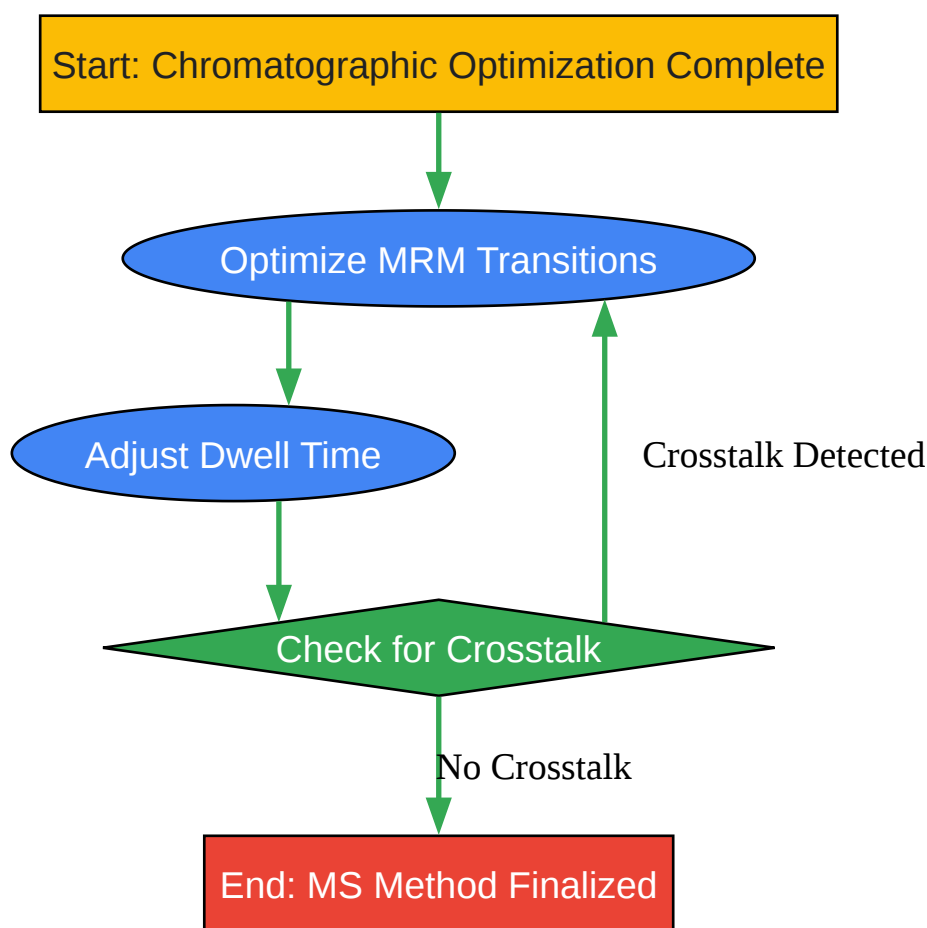 Start: Chromatographic Optimization Complete
Optimize MRM Transitions
Adjust Dwell Time
Crosstalk Detected
Check for Crosstalk
No Crosstalk
End: MS Method Finalized